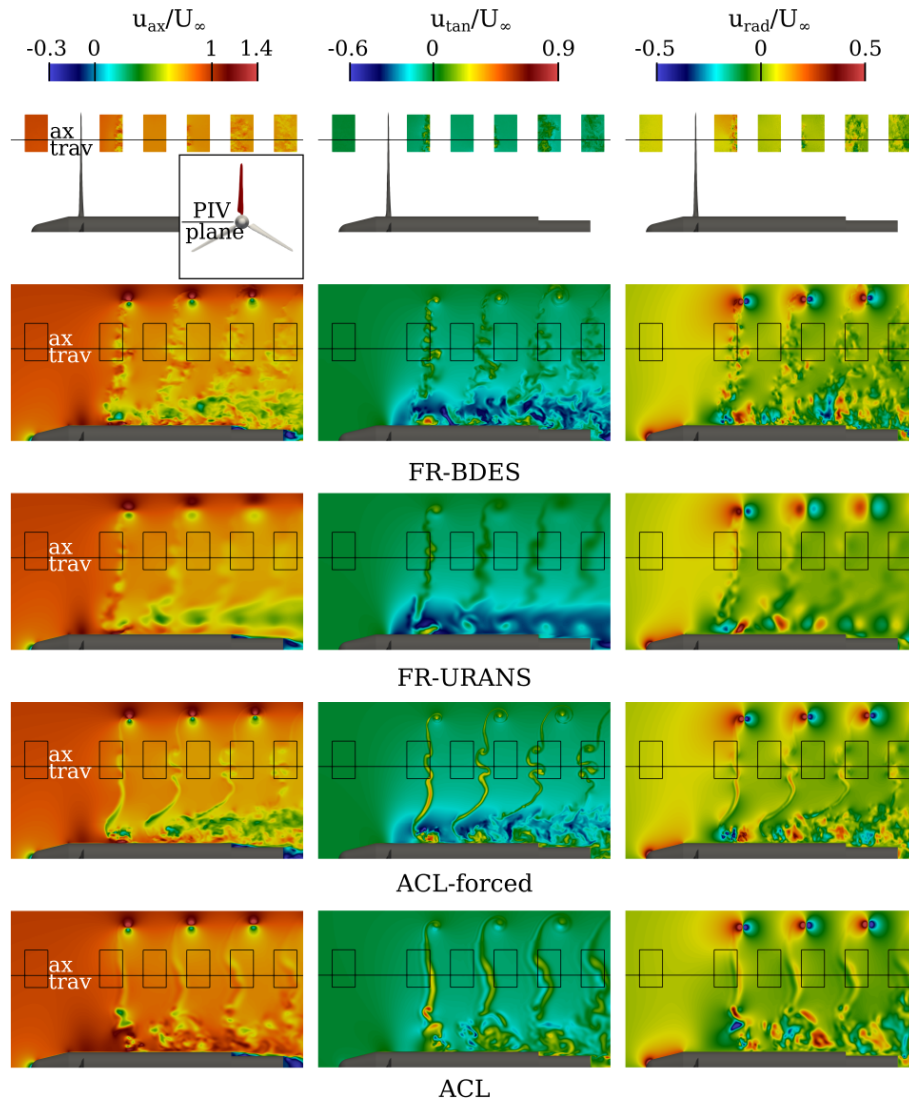 u_ax/U_∞ u_tan/U_∞ u_rad/U_∞
-0.3 0 1 1.4 -0.6 0 0.9 -0.5 0 0.5
ax
trav
PIV
plane
ax
trav
FR-BDES
ax
trav
FR-URANS
ax
trav
ACL-forced
ax
trav
ACL